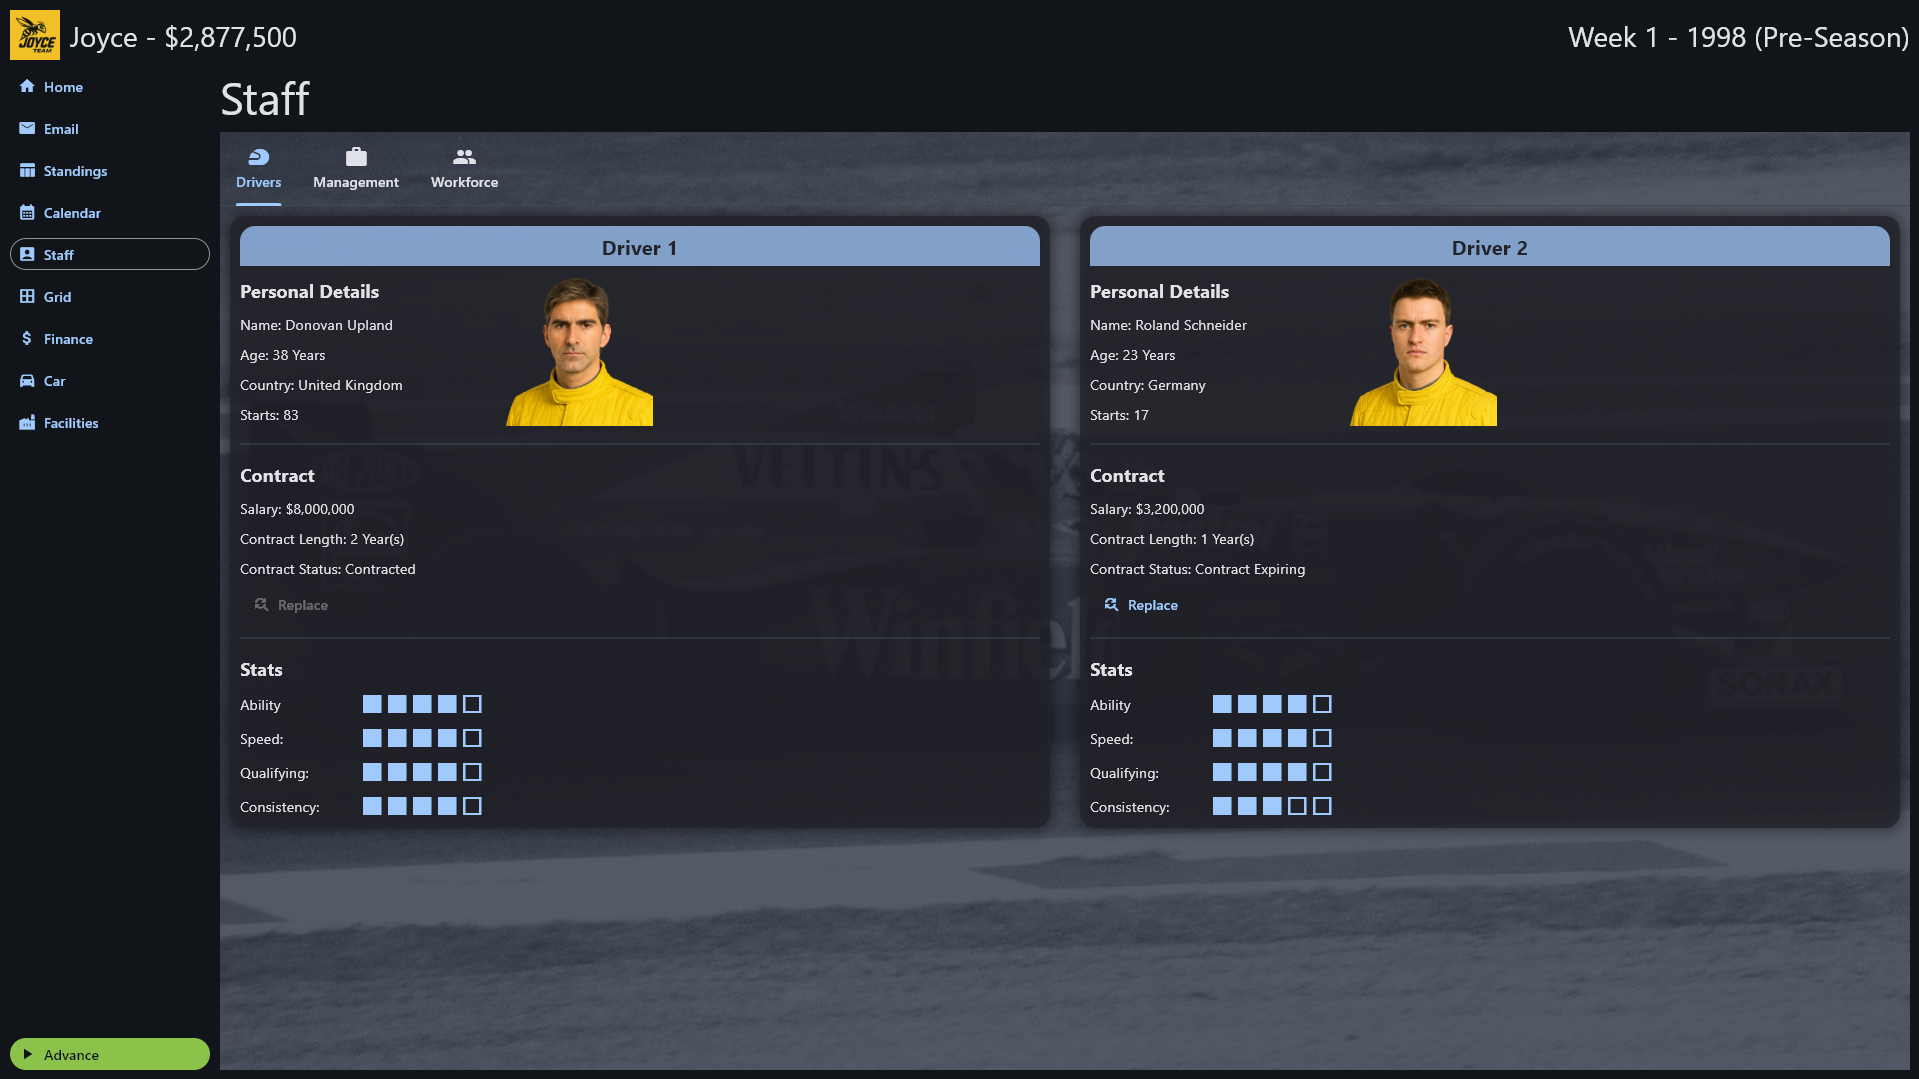 JOYCE
TEAM
Joyce - $2,877,500
Week 1 - 1998 (Pre-Season)
Home
Email
Standings
Calendar
Staff
Grid
Finance
Car
Facilities
Advance
Staff
Drivers
Management
Workforce
Driver 1
Personal Details
Name: Donovan Upland
Age: 38 Years
Country: United Kingdom
Starts: 83
Contract
Salary: $8,000,000
Contract Length: 2 Year(s)
Contract Status: Contracted
Replace
Stats
Ability
Speed:
Qualifying:
Consistency:
Driver 2
Personal Details
Name: Roland Schneider
Age: 23 Years
Country: Germany
Starts: 17
Contract
Salary: $3,200,000
Contract Length: 1 Year(s)
Contract Status: Contract Expiring
Replace
Stats
Ability
Speed:
Qualifying:
Consistency:
Winfield
VELTINS
Winfield
SONAX